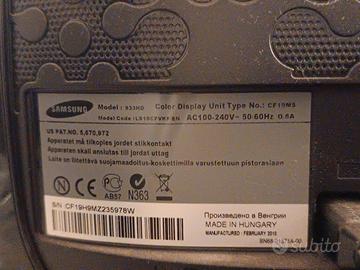 SAMSUNG
Model : 933HD Color Display Unit Type No.: CF19MS
Model Code : LS19CFVKF/EN AC100-240V~ 50/60Hz 0.6A
US PAT.NO. 5,670,972
Apparatet må tilkoples jordet stikkontakt
Apparaten skall anslutas till jordat uttag
Laite on liitettävä suojamaadoitus-koskettimilla varustettuun pistorasiaan
АВ57 N363
S/N: CF19H9MZ235978W
Произведено в Венгрии
MANUFACTURED : FEBRUARY 2010
MADE IN HUNGARY
subito